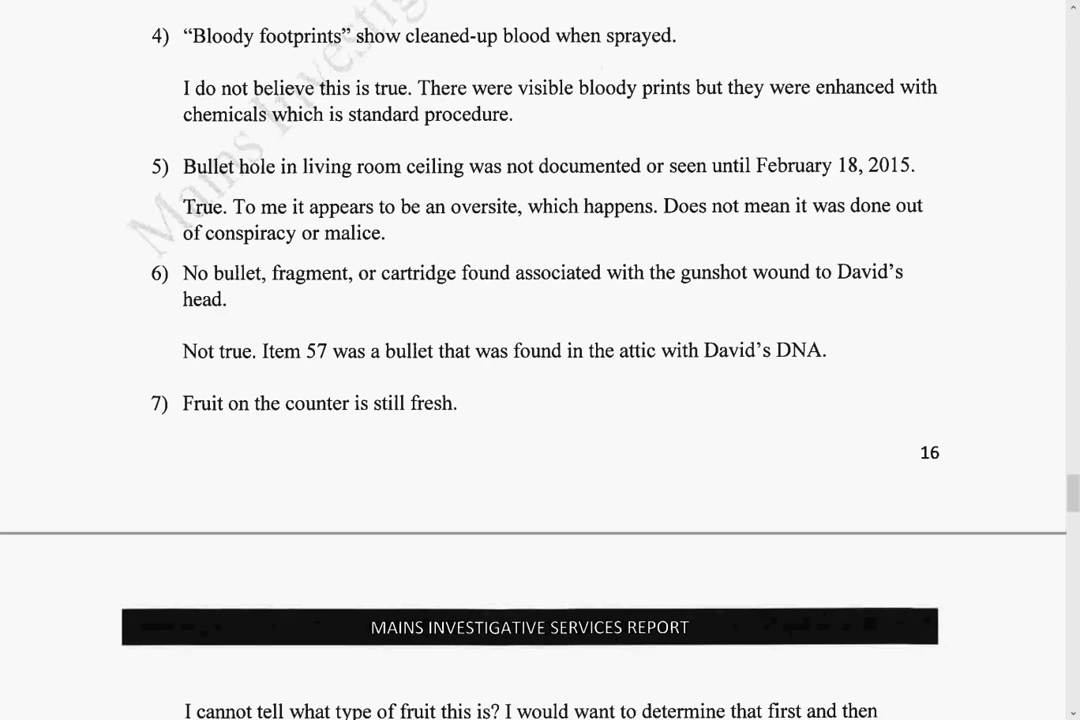 4) “Bloody footprints” show cleaned-up blood when sprayed.
I do not believe this is true. There were visible bloody prints but they were enhanced with
chemicals which is standard procedure.
5) Bullet hole in living room ceiling was not documented or seen until February 18, 2015.
True. To me it appears to be an oversite, which happens. Does not mean it was done out
of conspiracy or malice.
6) No bullet, fragment, or cartridge found associated with the gunshot wound to David’s
head.
Not true. Item 57 was a bullet that was found in the attic with David’s DNA.
7) Fruit on the counter is still fresh.
16
MAINS INVESTIGATIVE SERVICES REPORT
I cannot tell what type of fruit this is? I would want to determine that first and then
Mains Investig